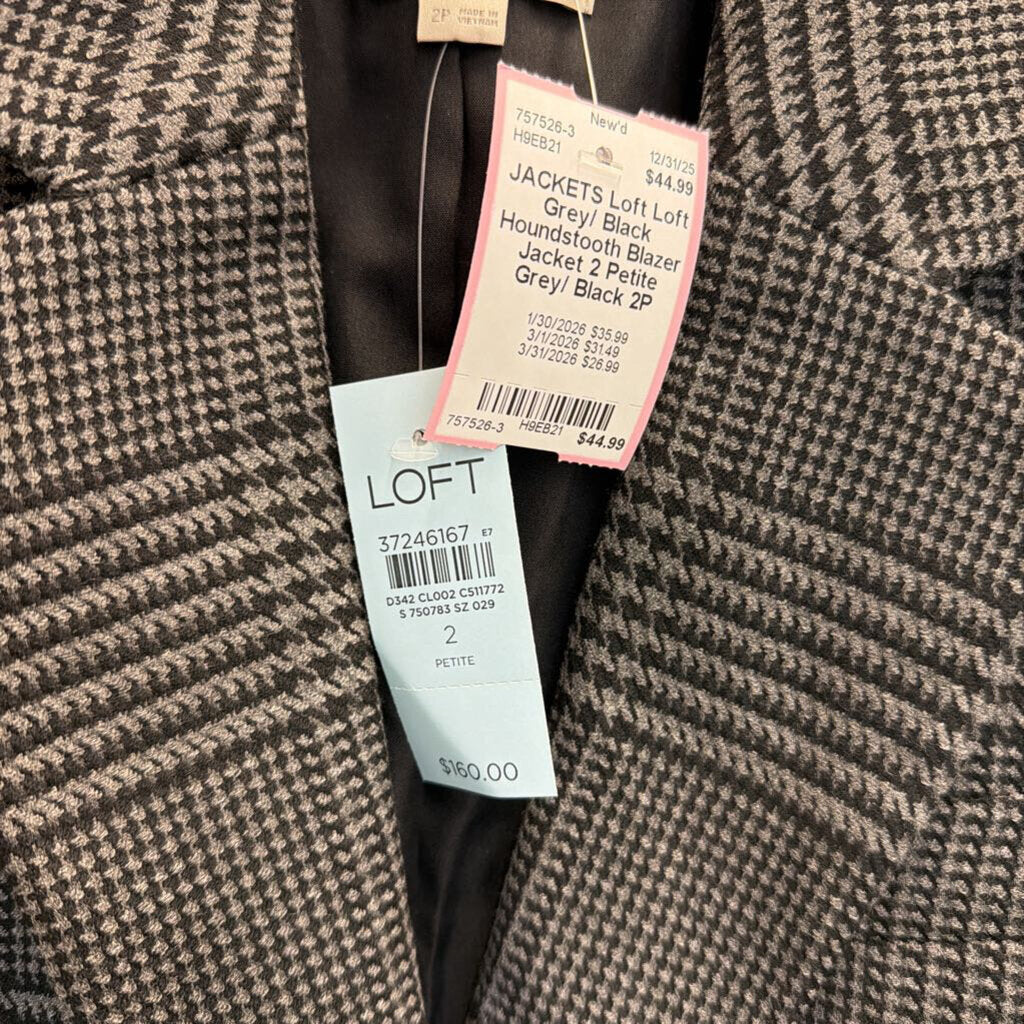 2P MADE IN
VIETNAM
757526-3 New'd
H9EB21 12/31/25
$44.99
JACKETS Loft Loft
Grey/ Black
Houndstooth Blazer
Jacket 2 Petite
Grey/ Black 2P
1/30/2026 $35.99
3/1/2026 $31.49
3/31/2026 $26.99
757526-3 H9EB21 $44.99
LOFT
37246167 E7
D342 CL002 C511772
S 750783 SZ 029
2
PETITE
$160.00